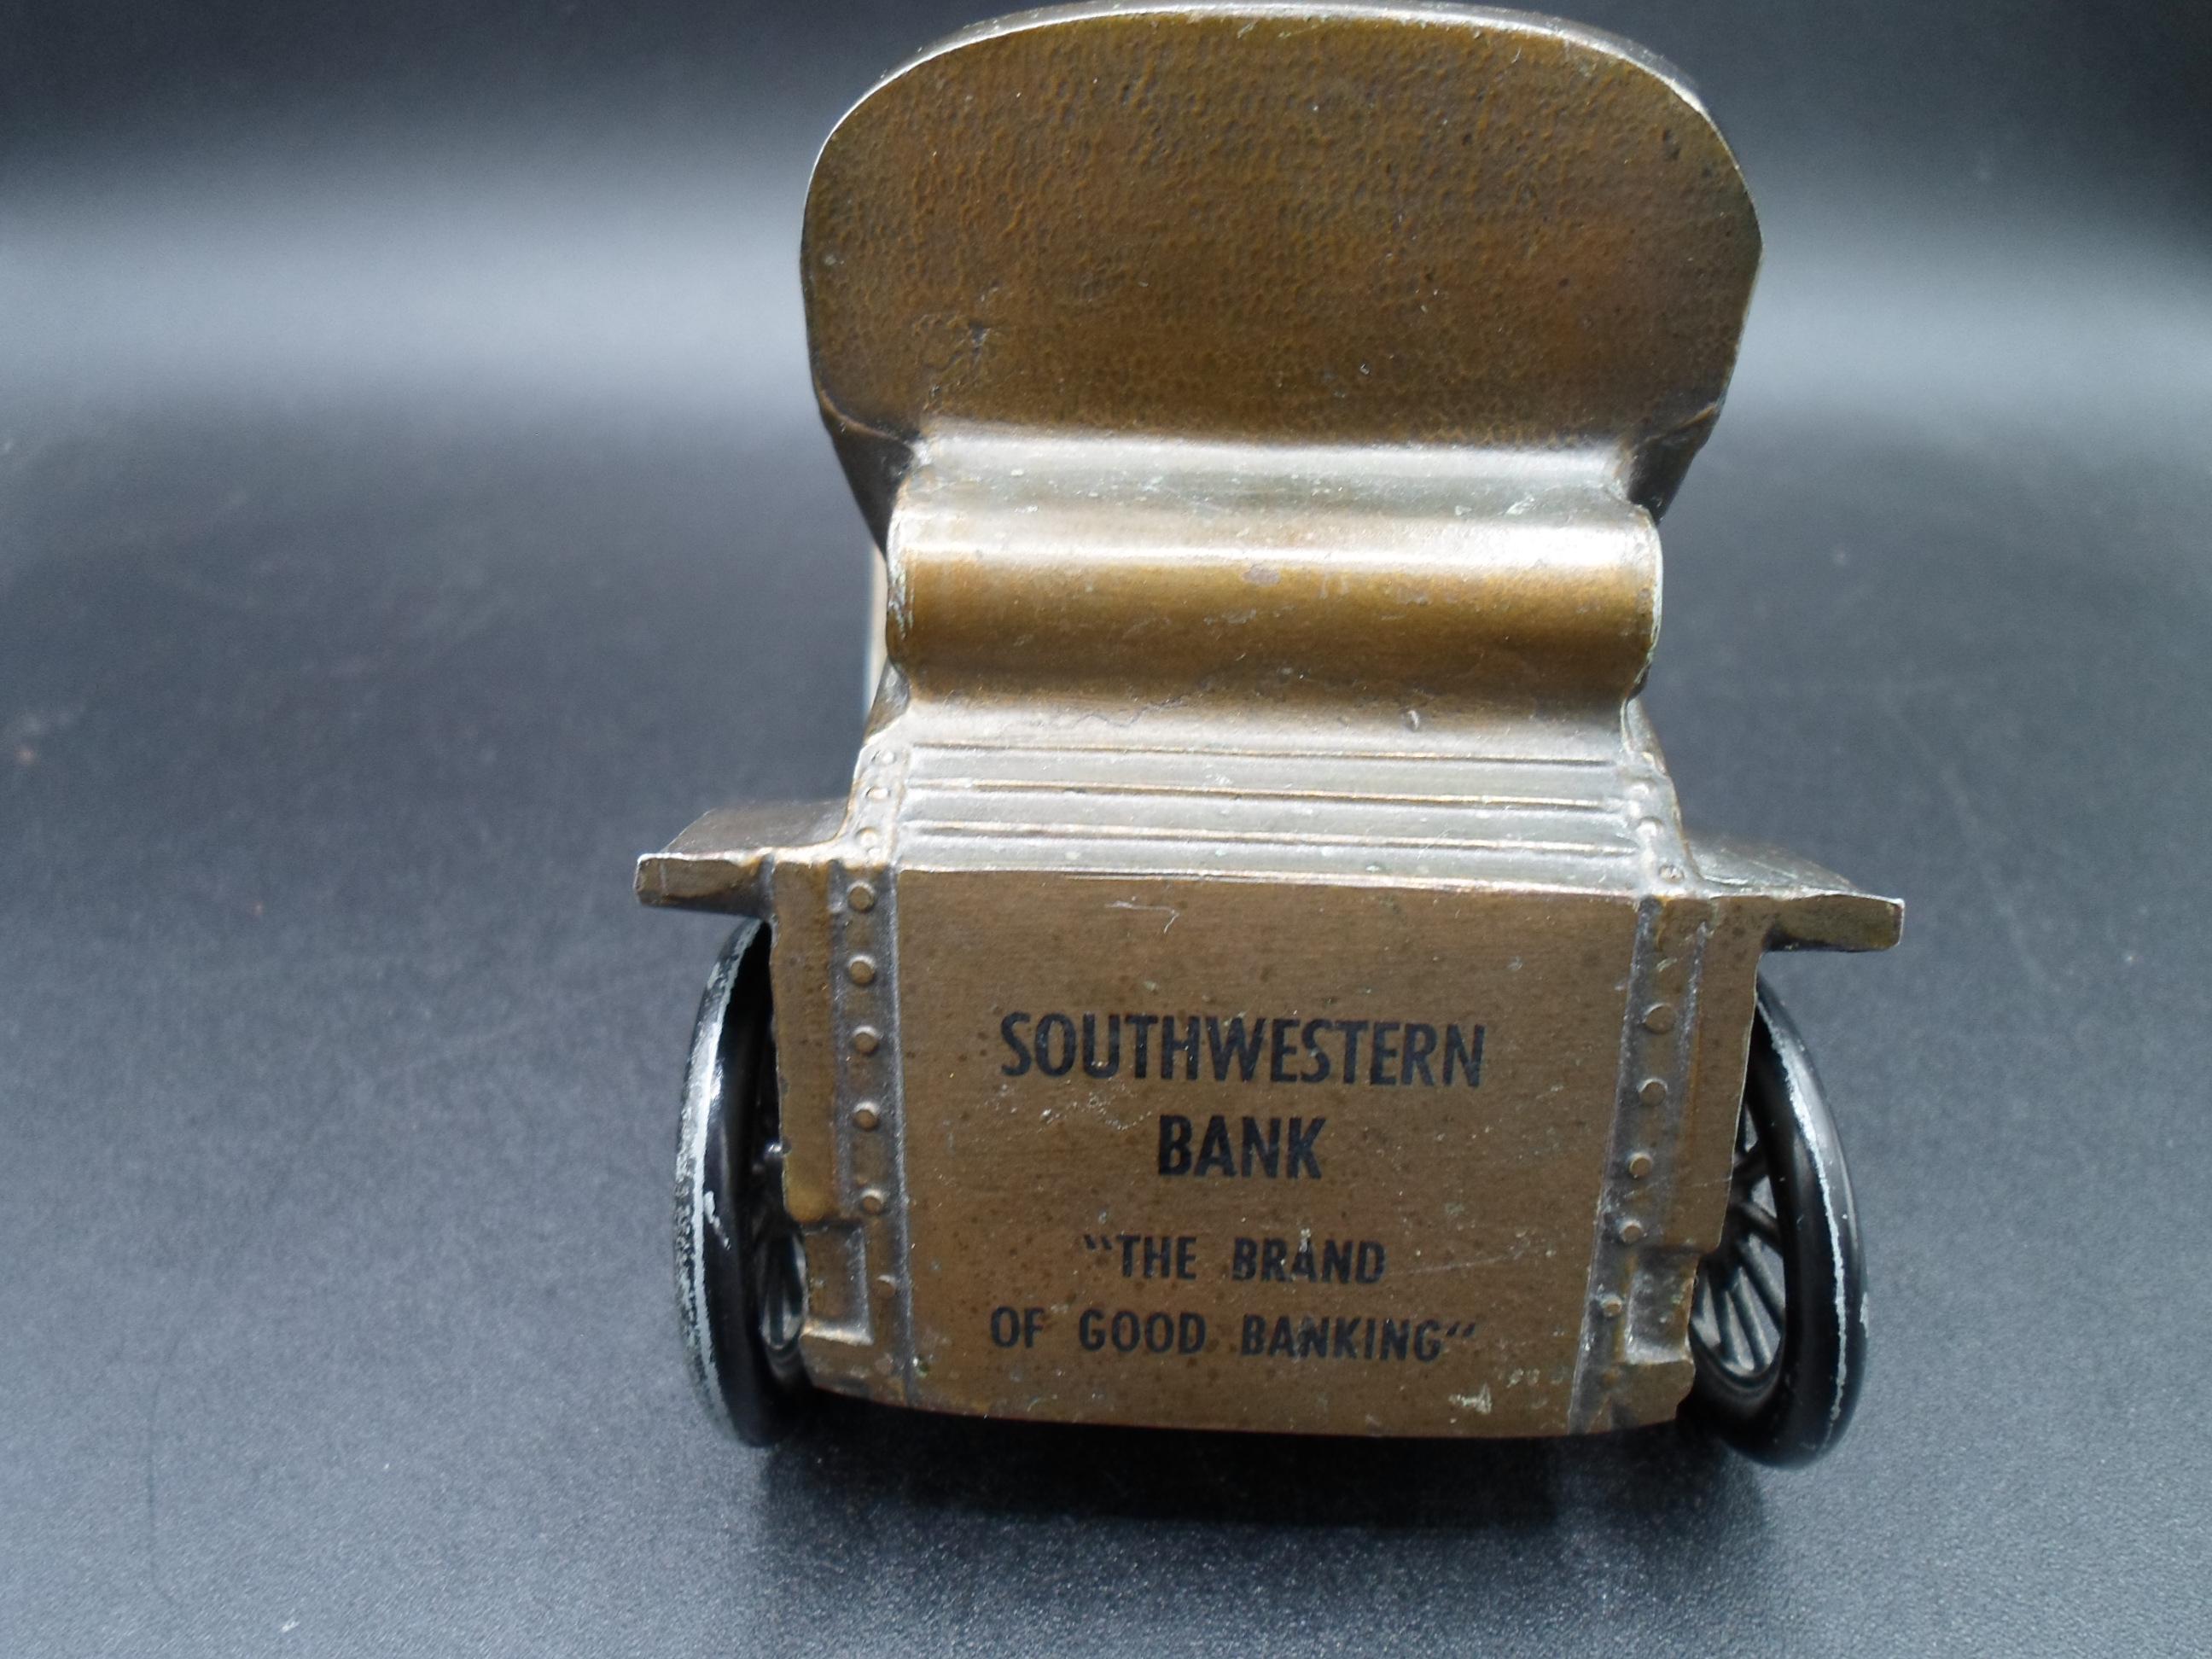 SOUTHWESTERN
BANK
"THE BRAND
OF GOOD BANKING"